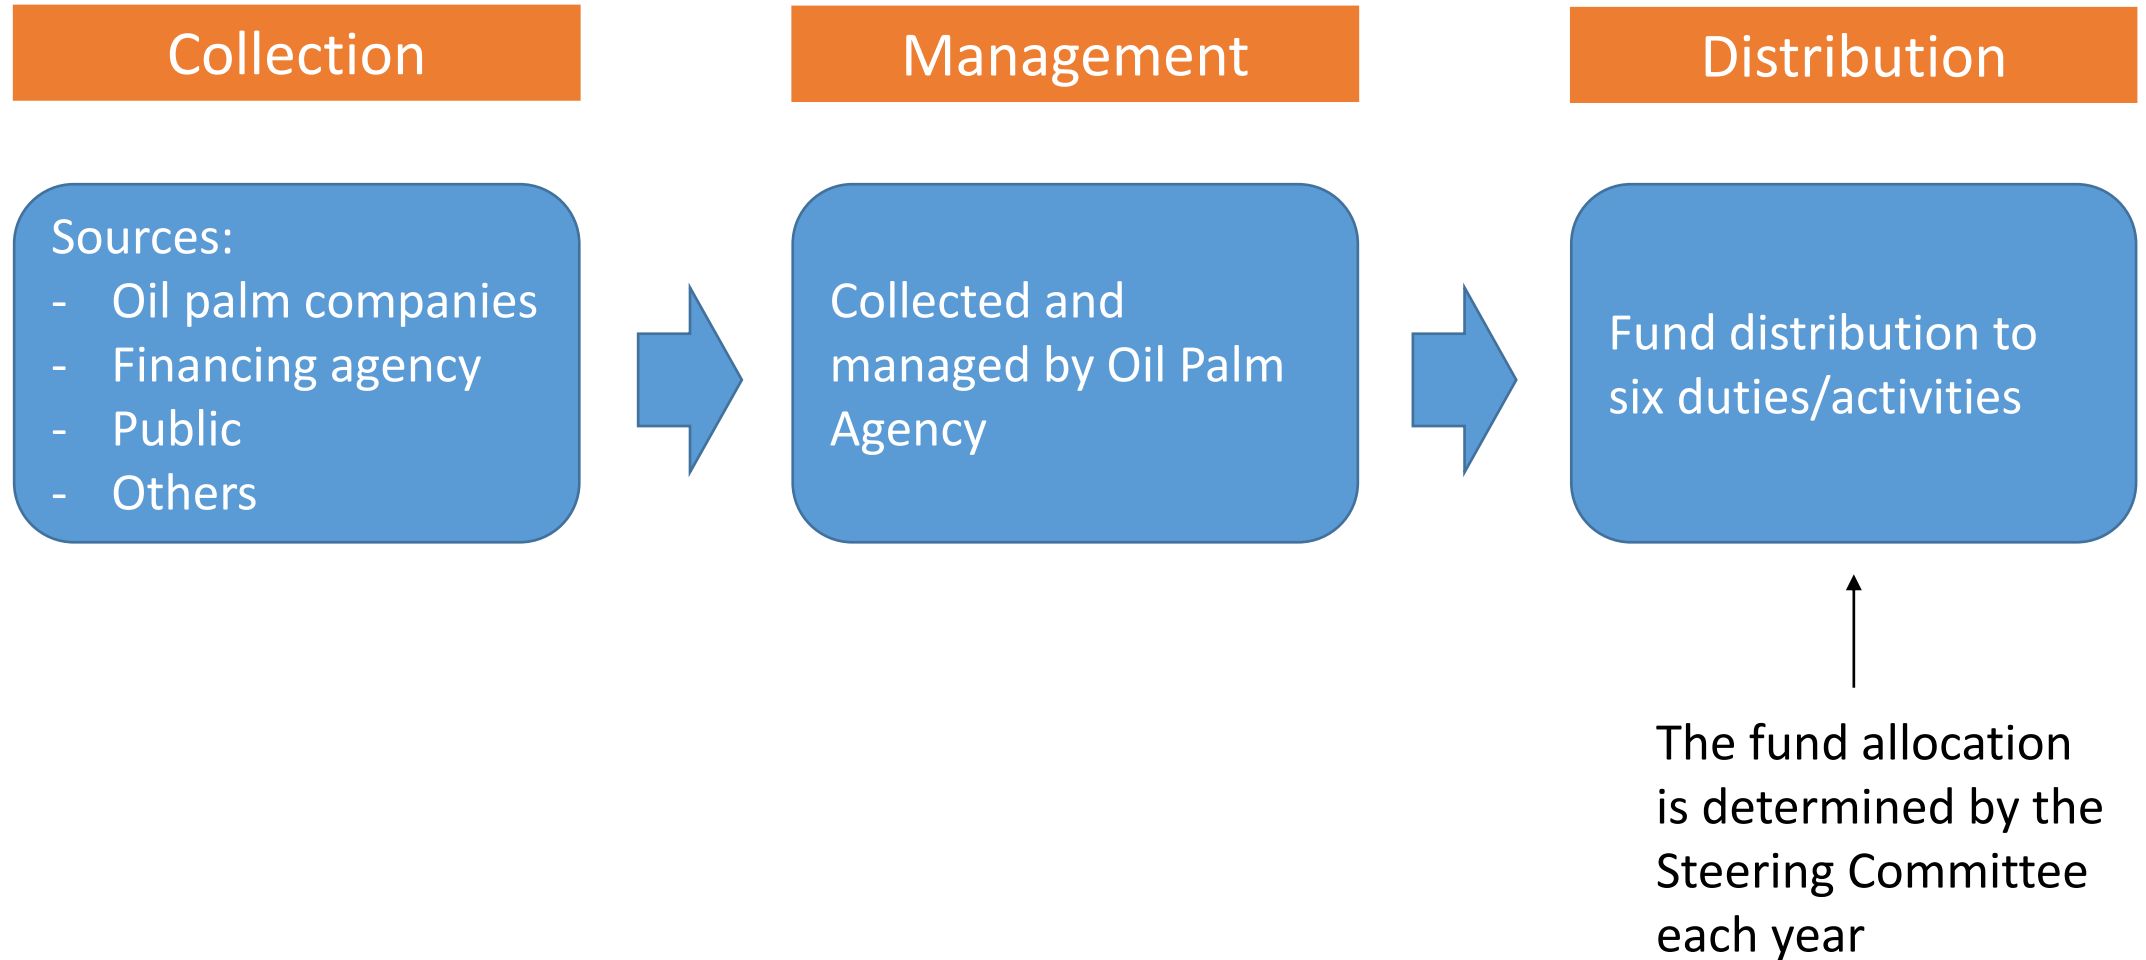 Collection
Management
Distribution
Sources:
- Oil palm companies
- Financing agency
- Public
- Others
Collected and
managed by Oil Palm
Agency
Fund distribution to
six duties/activities
The fund allocation
is determined by the
Steering Committee
each year